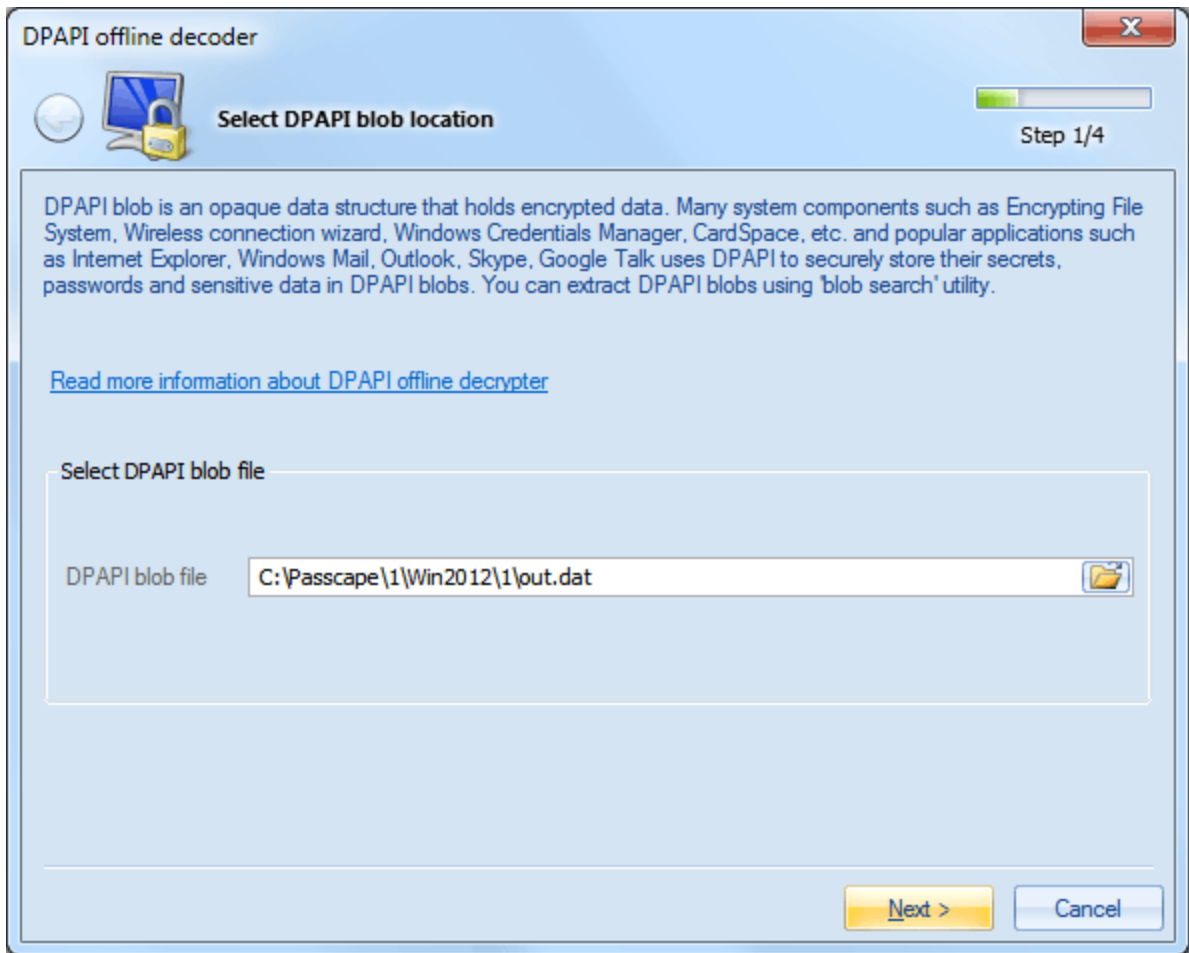 DPAPI offline decoder
Select DPAPI blob location
Step 1/4
DPAPI blob is an opaque data structure that holds encrypted data. Many system components such as Encrypting File
System, Wireless connection wizard, Windows Credentials Manager, CardSpace, etc. and popular applications such
as Internet Explorer, Windows Mail, Outlook, Skype, Google Talk uses DPAPI to securely store their secrets,
passwords and sensitive data in DPAPI blobs. You can extract DPAPI blobs using 'blob search' utility.
Read more information about DPAPI offline decrypter
Select DPAPI blob file
DPAPI blob file
C:\Passcape\1\Win2012\1\out.dat
Next >
Cancel